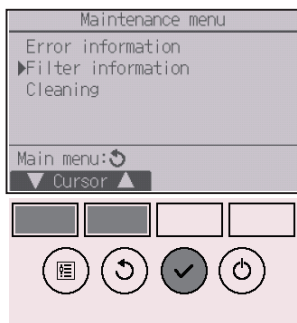 Maintenance menu
Error information
▶Filter information
Cleaning
Main menu:
▼ Cursor ▲